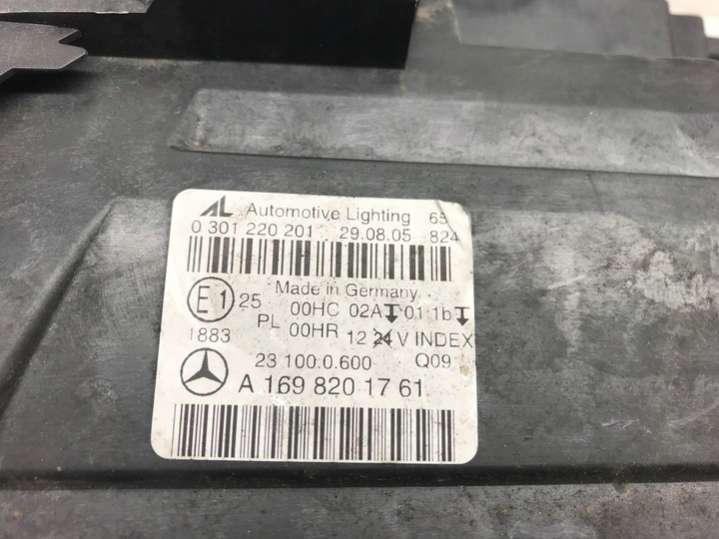 AL Automotive Lighting 65
0 301 220 201 29.08.05 824
Made in Germany
E1 25 00HC 02A 01 1b
PL 00HR 12 24 V INDEX
1883
23 100.0.600 Q09
A 169 820 17 61